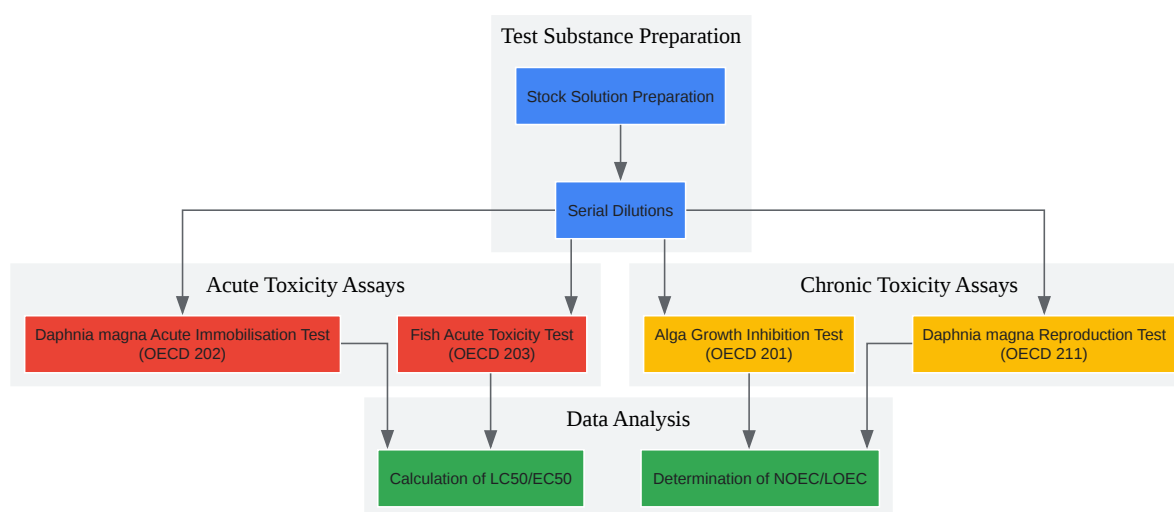 Test Substance Preparation
Stock Solution Preparation
Serial Dilutions
Acute Toxicity Assays
Chronic Toxicity Assays
Daphnia magna Acute Immobilisation Test
(OECD 202)
Fish Acute Toxicity Test
(OECD 203)
Alga Growth Inhibition Test
(OECD 201)
Daphnia magna Reproduction Test
(OECD 211)
Data Analysis
Calculation of LC50/EC50
Determination of NOEC/LOEC